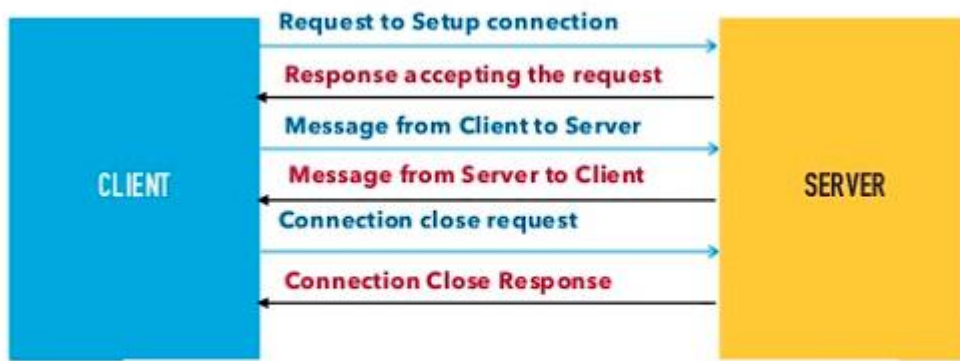 Request to Setup connection
Response accepting the request
Message from Client to Server
CLIENT
Message from Server to Client
SERVER
Connection close request
Connection Close Response